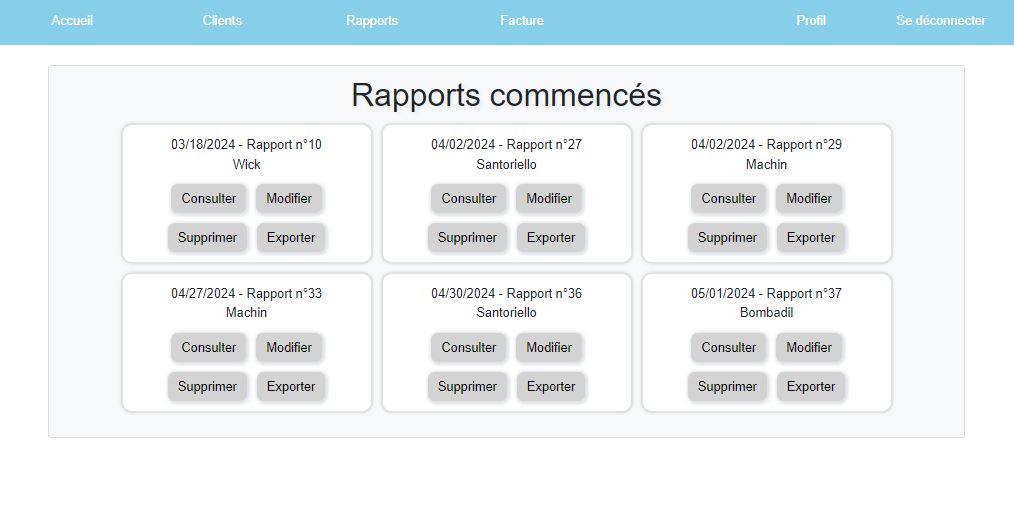 Accueil Clients Rapports Facture Profil Se déconnecter
Rapports commencés
03/18/2024 - Rapport n°10
Wick
Consulter Modifier
Supprimer Exporter
04/02/2024 - Rapport n°27
Santoriello
Consulter Modifier
Supprimer Exporter
04/02/2024 - Rapport n°29
Machin
Consulter Modifier
Supprimer Exporter
04/27/2024 - Rapport n°33
Machin
Consulter Modifier
Supprimer Exporter
04/30/2024 - Rapport n°36
Santoriello
Consulter Modifier
Supprimer Exporter
05/01/2024 - Rapport n°37
Bombadil
Consulter Modifier
Supprimer Exporter